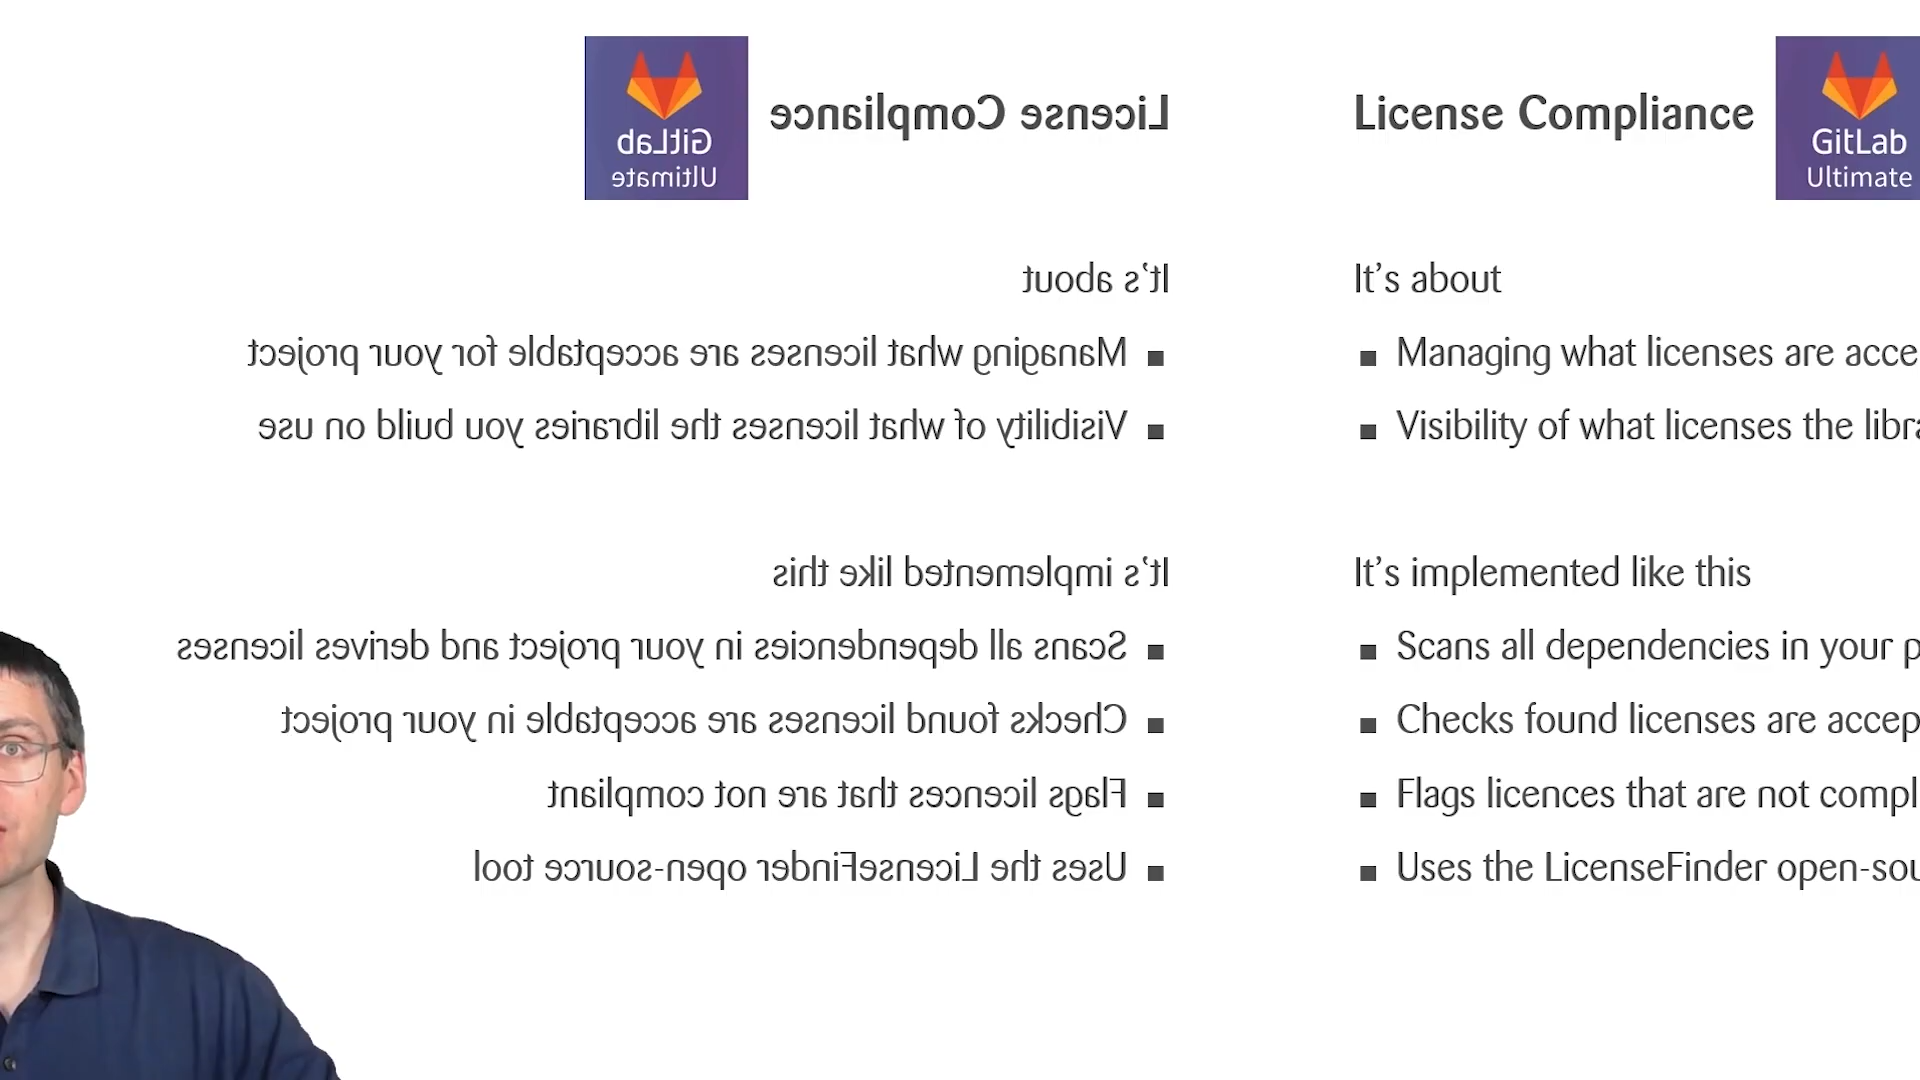 License Compliance
GitLab
Ultimate
It's about
Managing what licenses are acceptable for your project
Visibility of what licenses the libraries you build on use
It's implemented like this
Scans all dependencies in your project and derives licenses
Checks found licenses are acceptable in your project
Flags licences that are not compliant
Uses the LicenseFinder open-source tool
License Compliance
GitLab
Ultimate
It's about
Managing what licenses are acce
Visibility of what licenses the libra
It's implemented like this
Scans all dependencies in your p
Checks found licenses are accep
Flags licences that are not compl
Uses the LicenseFinder open-sou